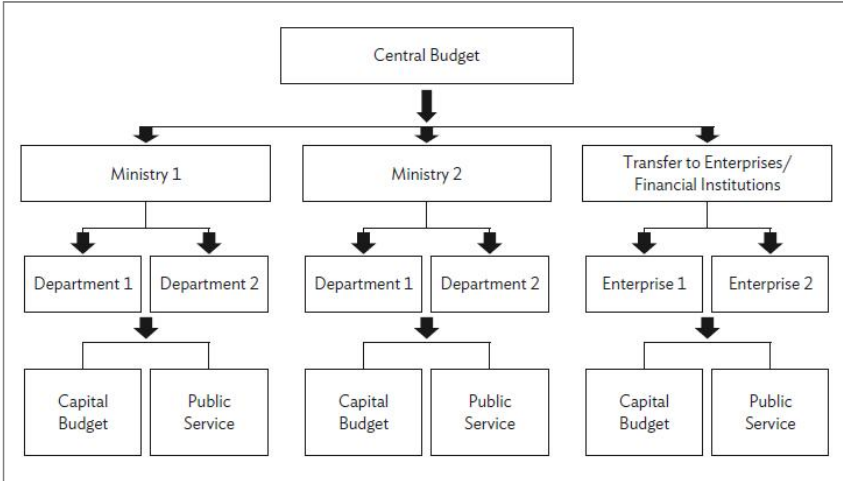 Central Budget
Ministry 1
Ministry 2
Transfer to Enterprises/
Financial Institutions
Department 1
Department 2
Department 1
Department 2
Enterprise 1
Enterprise 2
Capital
Budget
Public
Service
Capital
Budget
Public
Service
Capital
Budget
Public
Service